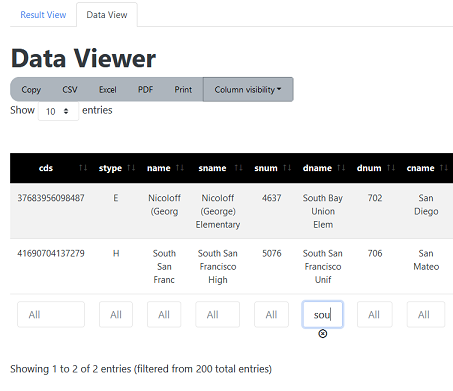 Result View Data View
Data Viewer
Copy CSV Excel PDF Print Column visibility
Show 10 entries
cds stype name sname snum dname dnum cname
37683956098487 E Nicoloff Nicoloff 4637 South Bay 702 San
(Georg (George) Union Diego
Elementary Elem
41690704137279 H South South San 5076 South San 706 San
San Francisco Francisco Mateo
Franc High Unif
All All All All All sou All All
Showing 1 to 2 of 2 entries (filtered from 200 total entries)